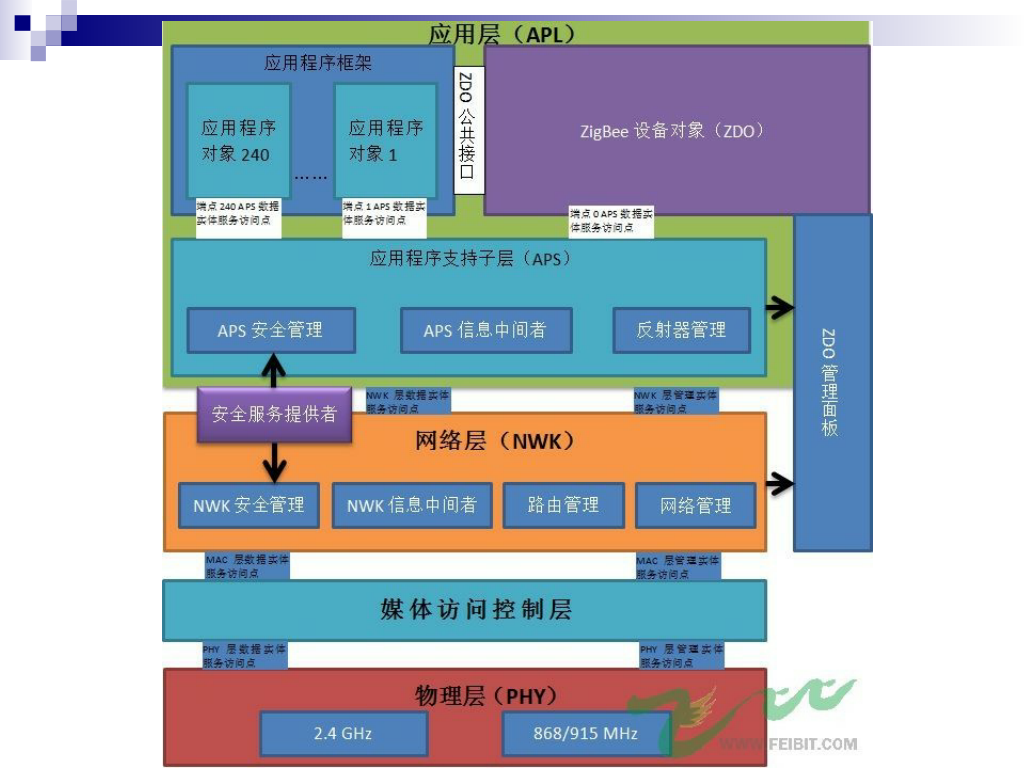 应用层（APL）
应用程序框架
应用程序
对象 240
……
应用程序
对象 1
ZDO 公共接口
ZigBee 设备对象（ZDO）
端点 240 APS 数据
实体服务访问点
端点 1 APS 数据实
体服务访问点
端点 0 APS 数据实
体服务访问点
应用程序支持子层（APS）
APS 安全管理
APS 信息中间者
反射器管理
ZDO 管理面板
安全服务提供者
NWK 层数据实体
服务访问点
NWK 层管理实体
服务访问点
网络层（NWK）
NWK 安全管理
NWK 信息中间者
路由管理
网络管理
MAC 层数据实体
服务访问点
MAC 层管理实体
服务访问点
媒体访问控制层
PHY 层数据实体
服务访问点
PHY 层管理实体
服务访问点
物理层（PHY）
2.4 GHz
868/915 MHz
WWW.FEIBIT.COM